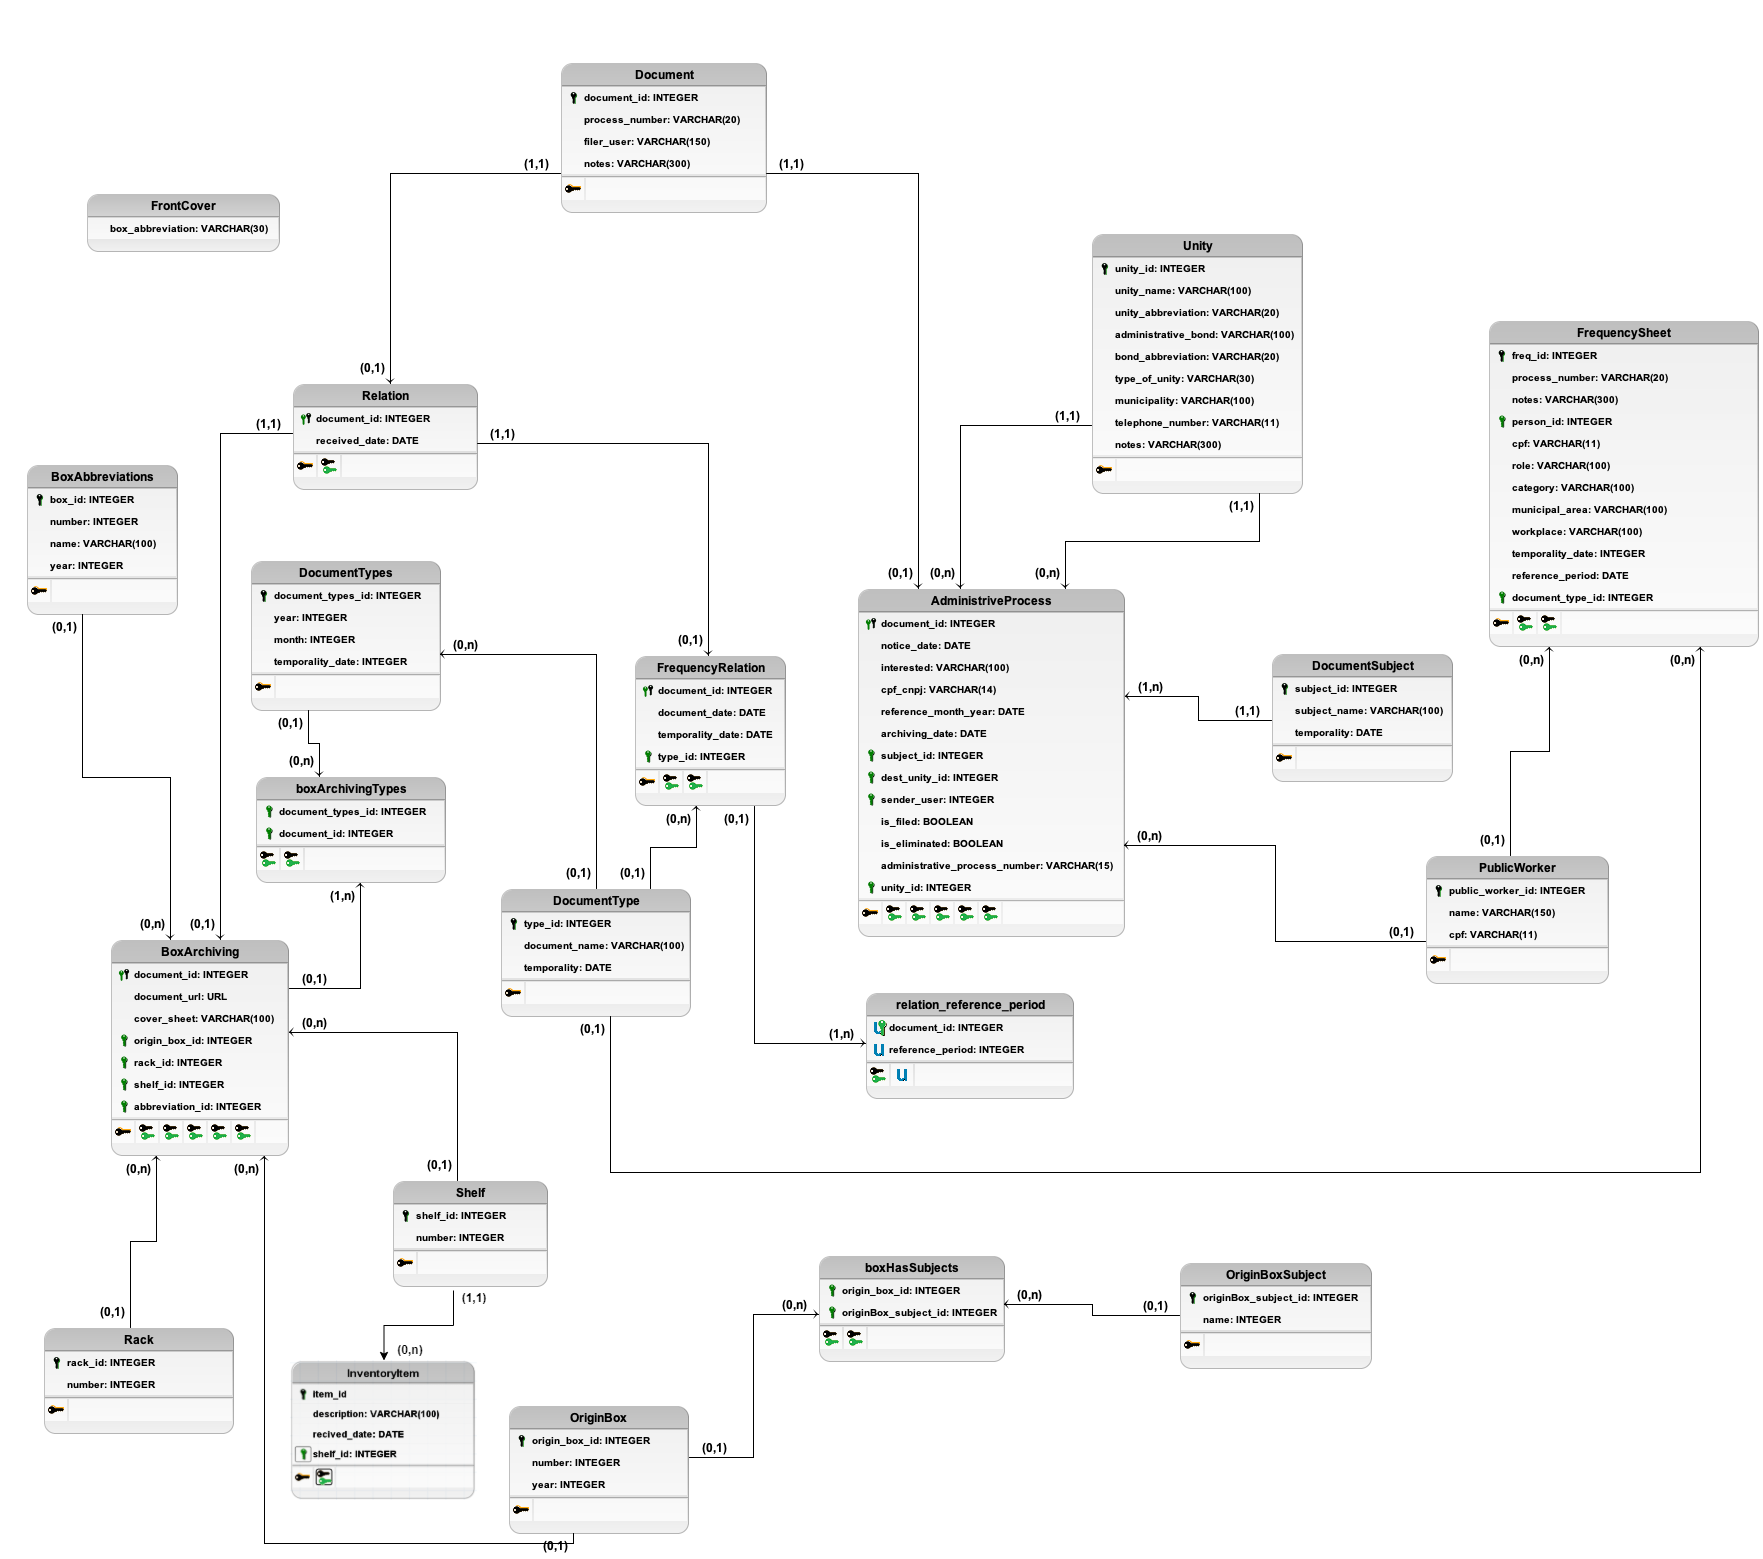 Document
document_id: INTEGER
process_number: VARCHAR(20)
filer_user: VARCHAR(150)
notes: VARCHAR(300)
(1,1)
(1,1)
FrontCover
box_abbreviation: VARCHAR(30)
Unity
unity_id: INTEGER
unity_name: VARCHAR(100)
unity_abbreviation: VARCHAR(20)
administrative_bond: VARCHAR(100)
bond_abbreviation: VARCHAR(20)
type_of_unity: VARCHAR(30)
municipality: VARCHAR(100)
telephone_number: VARCHAR(11)
notes: VARCHAR(300)
(1,1)
(1,1)
FrequencySheet
freq_id: INTEGER
process_number: VARCHAR(20)
notes: VARCHAR(300)
person_id: INTEGER
cpf: VARCHAR(11)
role: VARCHAR(100)
category: VARCHAR(100)
municipal_area: VARCHAR(100)
workplace: VARCHAR(100)
temporality_date: INTEGER
reference_period: DATE
document_type_id: INTEGER
(0,n)
(0,n)
(0,1)
Relation
document_id: INTEGER
received_date: DATE
(1,1)
(1,1)
BoxAbbreviations
box_id: INTEGER
number: INTEGER
name: VARCHAR(100)
year: INTEGER
(0,1)
DocumentTypes
document_types_id: INTEGER
year: INTEGER
month: INTEGER
temporality_date: INTEGER
(0,n)
(0,1)
(0,n)
(0,1)
FrequencyRelation
document_id: INTEGER
document_date: DATE
temporality_date: DATE
type_id: INTEGER
(0,n)
(0,1)
(0,1)
(0,n)
(0,n)
AdministriveProcess
document_id: INTEGER
notice_date: DATE
interested: VARCHAR(100)
cpf_cnpj: VARCHAR(14)
reference_month_year: DATE
archiving_date: DATE
subject_id: INTEGER
dest_unity_id: INTEGER
sender_user: INTEGER
is_filed: BOOLEAN
is_eliminated: BOOLEAN
administrative_process_number: VARCHAR(15)
unity_id: INTEGER
(1,n)
(0,n)
DocumentSubject
subject_id: INTEGER
subject_name: VARCHAR(100)
temporality: DATE
(1,1)
(0,1)
PublicWorker
public_worker_id: INTEGER
name: VARCHAR(150)
cpf: VARCHAR(11)
(0,1)
boxArchivingTypes
document_types_id: INTEGER
document_id: INTEGER
(1,n)
(0,1)
(0,1)
DocumentType
type_id: INTEGER
document_name: VARCHAR(100)
temporality: DATE
(0,1)
(0,n)
(0,1)
BoxArchiving
document_id: INTEGER
document_url: URL
cover_sheet: VARCHAR(100)
origin_box_id: INTEGER
rack_id: INTEGER
shelf_id: INTEGER
abbreviation_id: INTEGER
(0,1)
(0,n)
(0,n)
(0,n)
(1,n)
relation_reference_period
U document_id: INTEGER
U reference_period: INTEGER
U
(0,1)
Shelf
shelf_id: INTEGER
number: INTEGER
(1,1)
(0,1)
Rack
rack_id: INTEGER
number: INTEGER
(0,n)
InventoryItem
Item_id
description: VARCHAR(100)
recived_date: DATE
shelf_id: INTEGER
OriginBox
origin_box_id: INTEGER
number: INTEGER
year: INTEGER
(0,1)
(0,1)
(0,n)
boxHasSubjects
origin_box_id: INTEGER
originBox_subject_id: INTEGER
(0,n)
(0,1)
OriginBoxSubject
originBox_subject_id: INTEGER
name: INTEGER